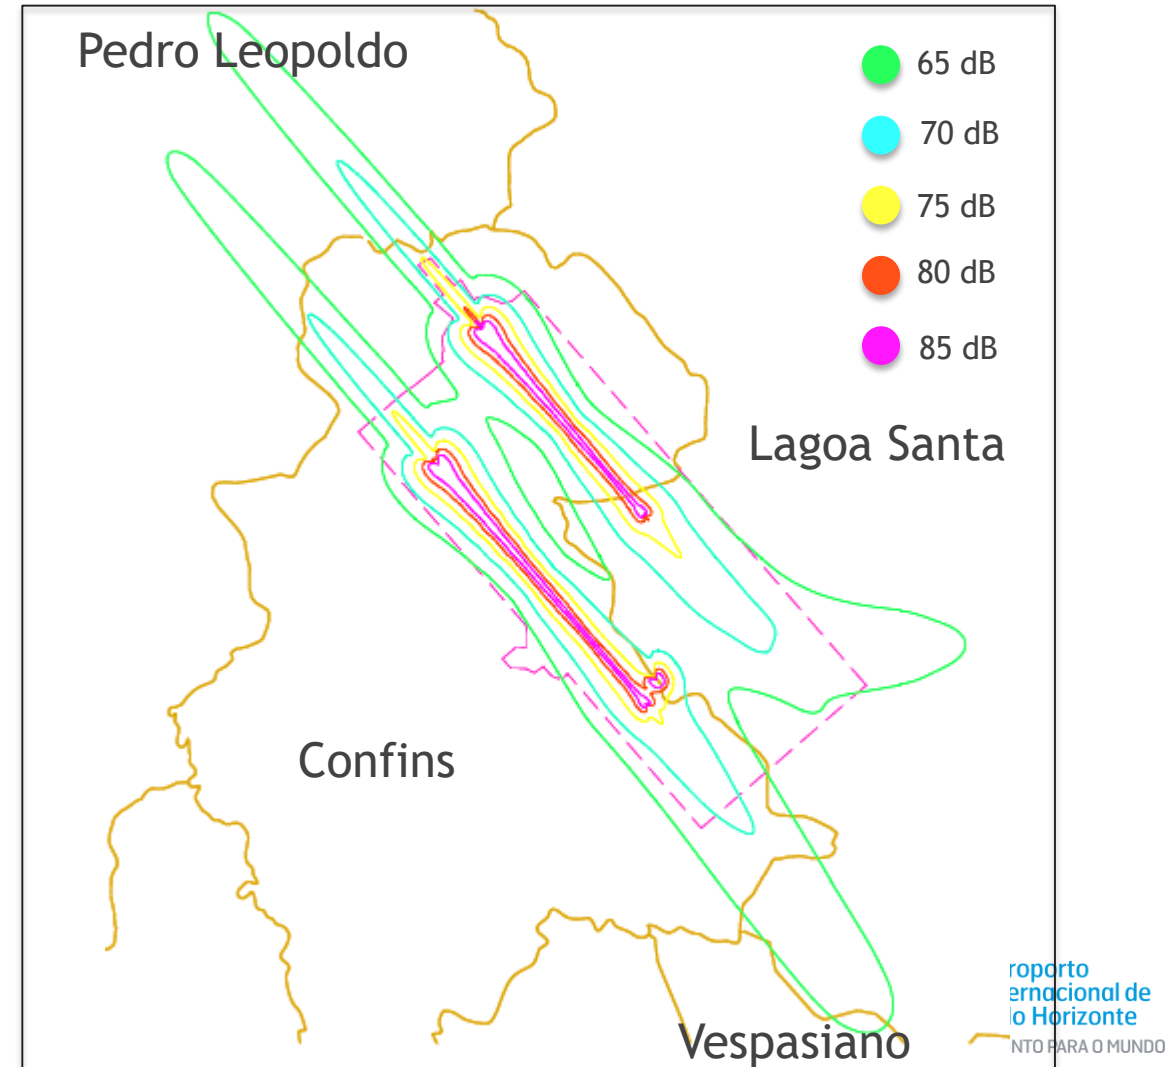 Pedro Leopoldo
65 dB
70 dB
75 dB
80 dB
85 dB
Lagoa Santa
Confins
Vespasiano
roporto
ernacional de
lo Horizonte
NTO PARA O MUNDO